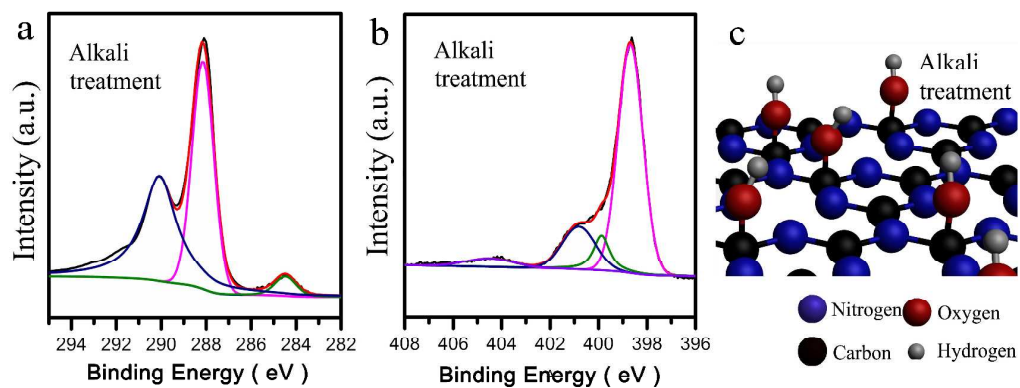 a
Alkali
treatment
Intensity (a.u.)
294 292 290 288 286 284 282
Binding Energy ( eV )
b
Alkali
treatment
Intensity (a.u.)
408 406 404 402 400 398 396
Binding Energy ( eV )
c
Alkali
treatment
Nitrogen
Oxygen
Carbon
Hydrogen